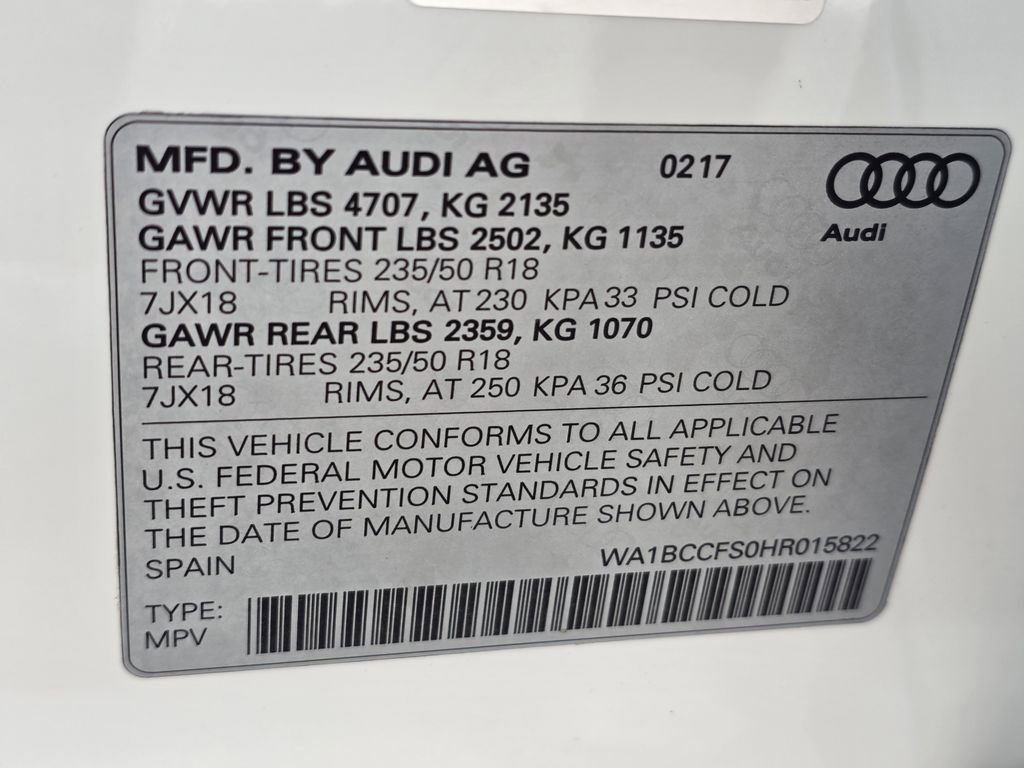 MFD. BY AUDI AG 0217
GVWR LBS 4707, KG 2135
GAWR FRONT LBS 2502, KG 1135
Audi
FRONT-TIRES 235/50 R18
7JX18 RIMS, AT 230 KPA 33 PSI COLD
GAWR REAR LBS 2359, KG 1070
REAR-TIRES 235/50 R18
7JX18 RIMS, AT 250 KPA 36 PSI COLD
THIS VEHICLE CONFORMS TO ALL APPLICABLE
U.S. FEDERAL MOTOR VEHICLE SAFETY AND
THEFT PREVENTION STANDARDS IN EFFECT ON
THE DATE OF MANUFACTURE SHOWN ABOVE.
SPAIN WA1BCCFS0HR015822
TYPE:
MPV